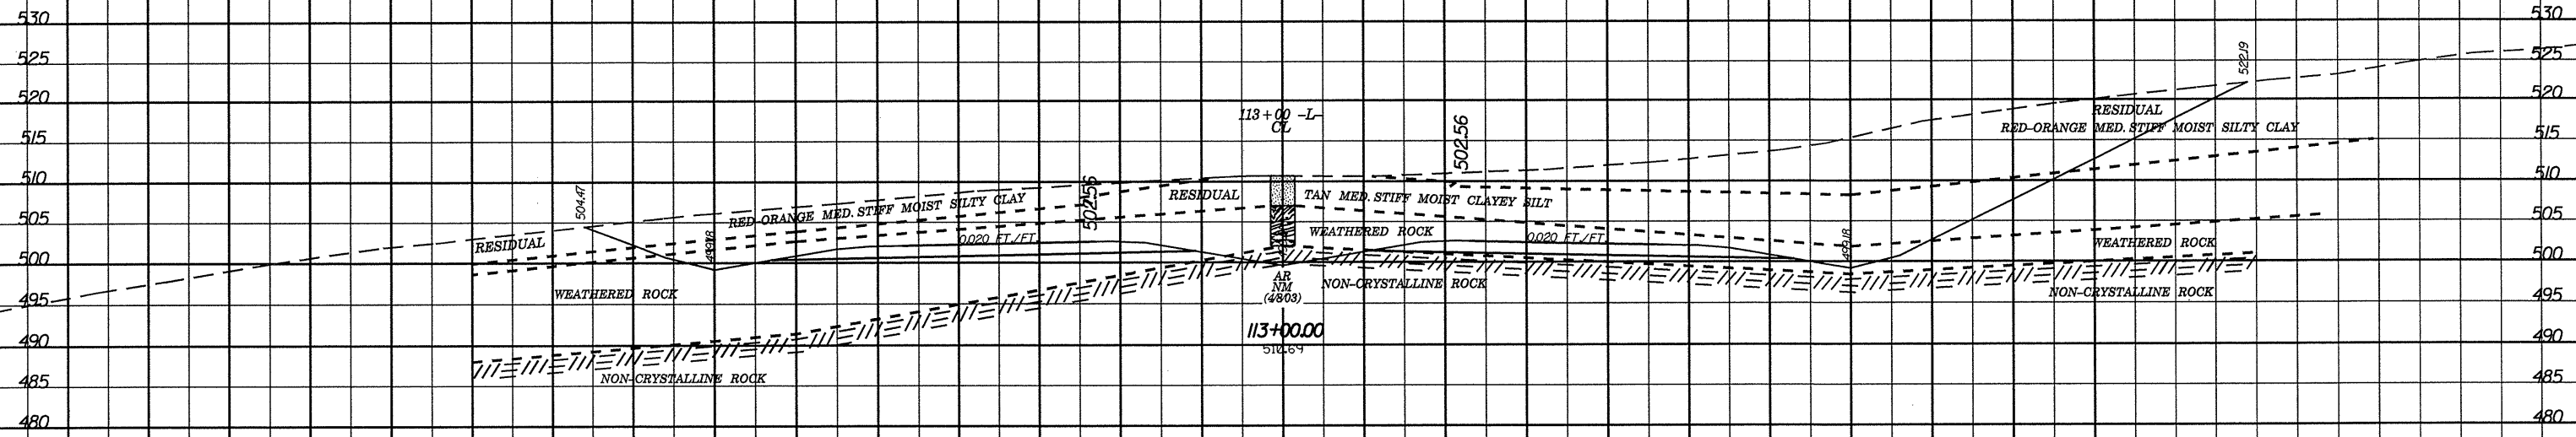 530 530
525 525
520 520
515 515
510 510
505 505
500 500
495 495
490 490
485 485
480 480
522.19
113+00 -L-
CL
502.56
RESIDUAL
RED-ORANGE MED. STIFF MOIST SILTY CLAY
504.47
502.56
RED-ORANGE MED. STIFF MOIST SILTY CLAY
RESIDUAL
TAN MED. STIFF MOIST CLAYEY SILT
RESIDUAL
499.18
0.020 FT./FT.
WEATHERED ROCK
0.020 FT./FT.
499.18
WEATHERED ROCK
WEATHERED ROCK
AR
NM
(4/8/03)
NON-CRYSTALLINE ROCK
NON-CRYSTALLINE ROCK
113+00.00
510.69
NON-CRYSTALLINE ROCK